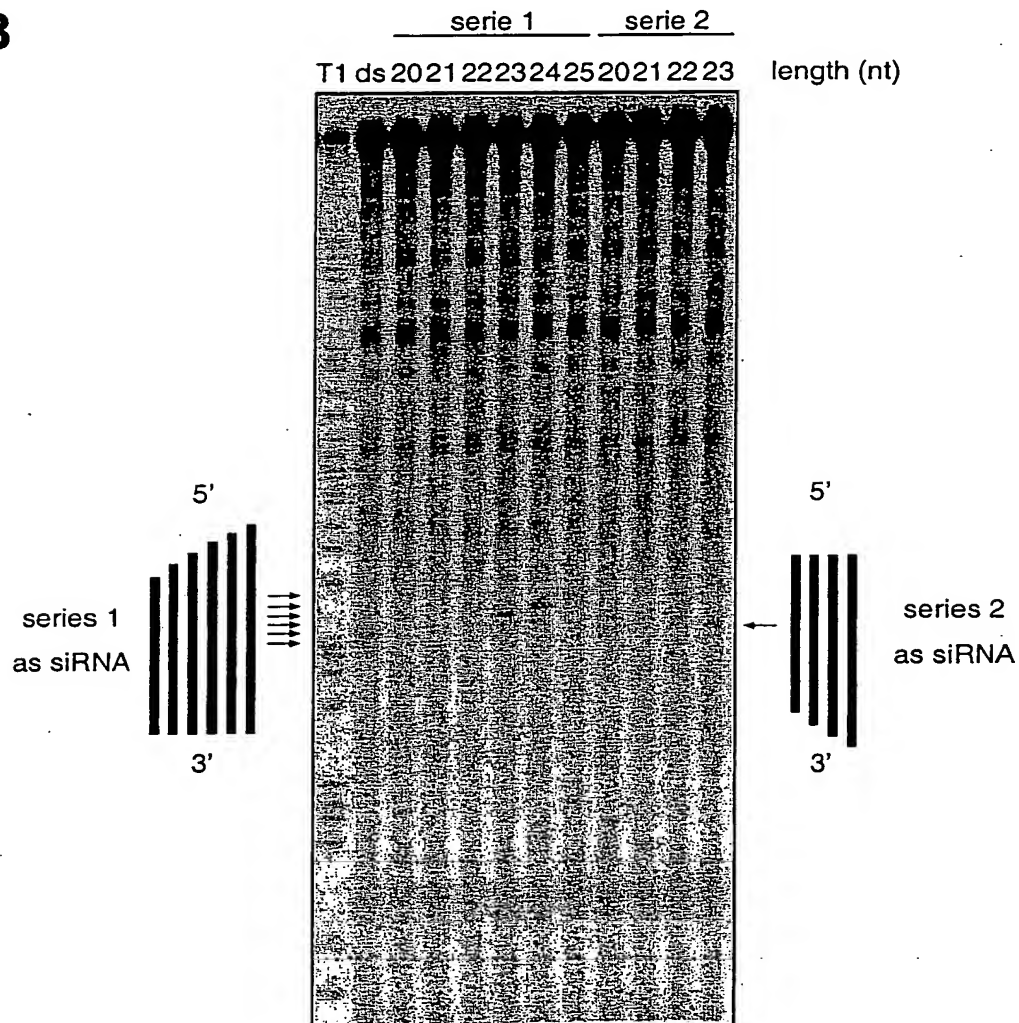 B
serie 1 serie 2
T1 ds 20 21 22 23 24 25 20 21 22 23 length (nt)
5'
5'
series 1
as siRNA
series 2
as siRNA
3'
3'